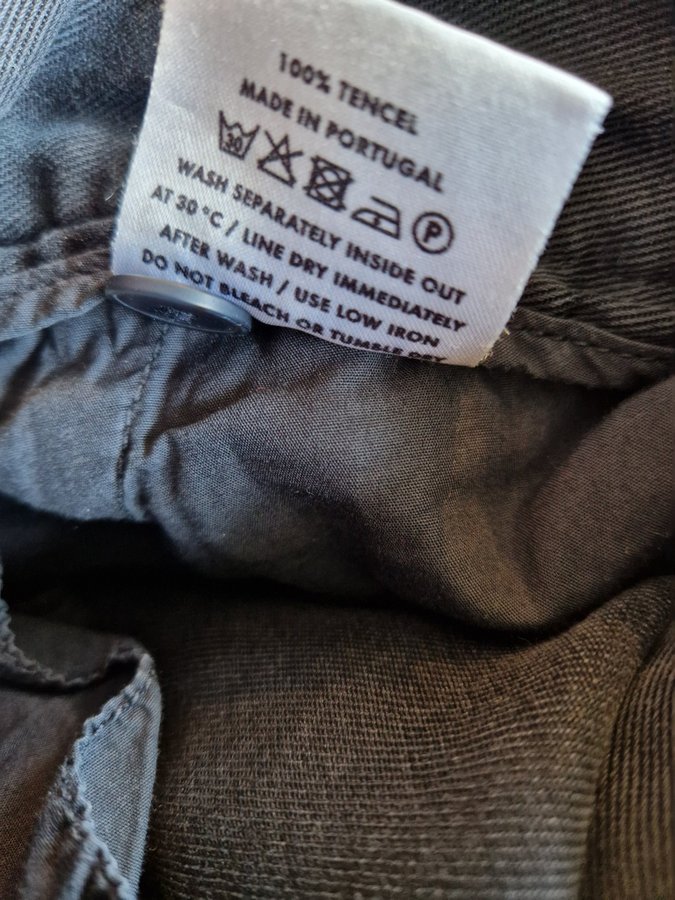 100% TENCEL
MADE IN PORTUGAL
30 P
WASH SEPARATELY INSIDE OUT
AT 30 °C / LINE DRY IMMEDIATELY
AFTER WASH / USE LOW IRON
DO NOT BLEACH OR TUMBLE DRY